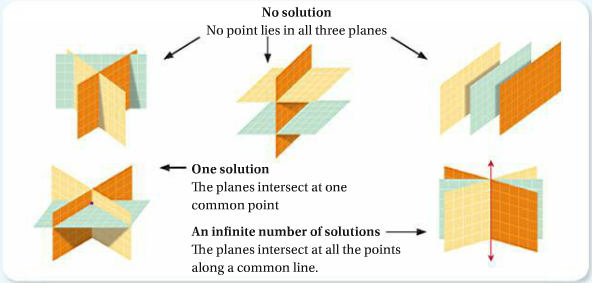 No solution
No point lies in all three planes
One solution
The planes intersect at one
common point
An infinite number of solutions
The planes intersect at all the points
along a common line.